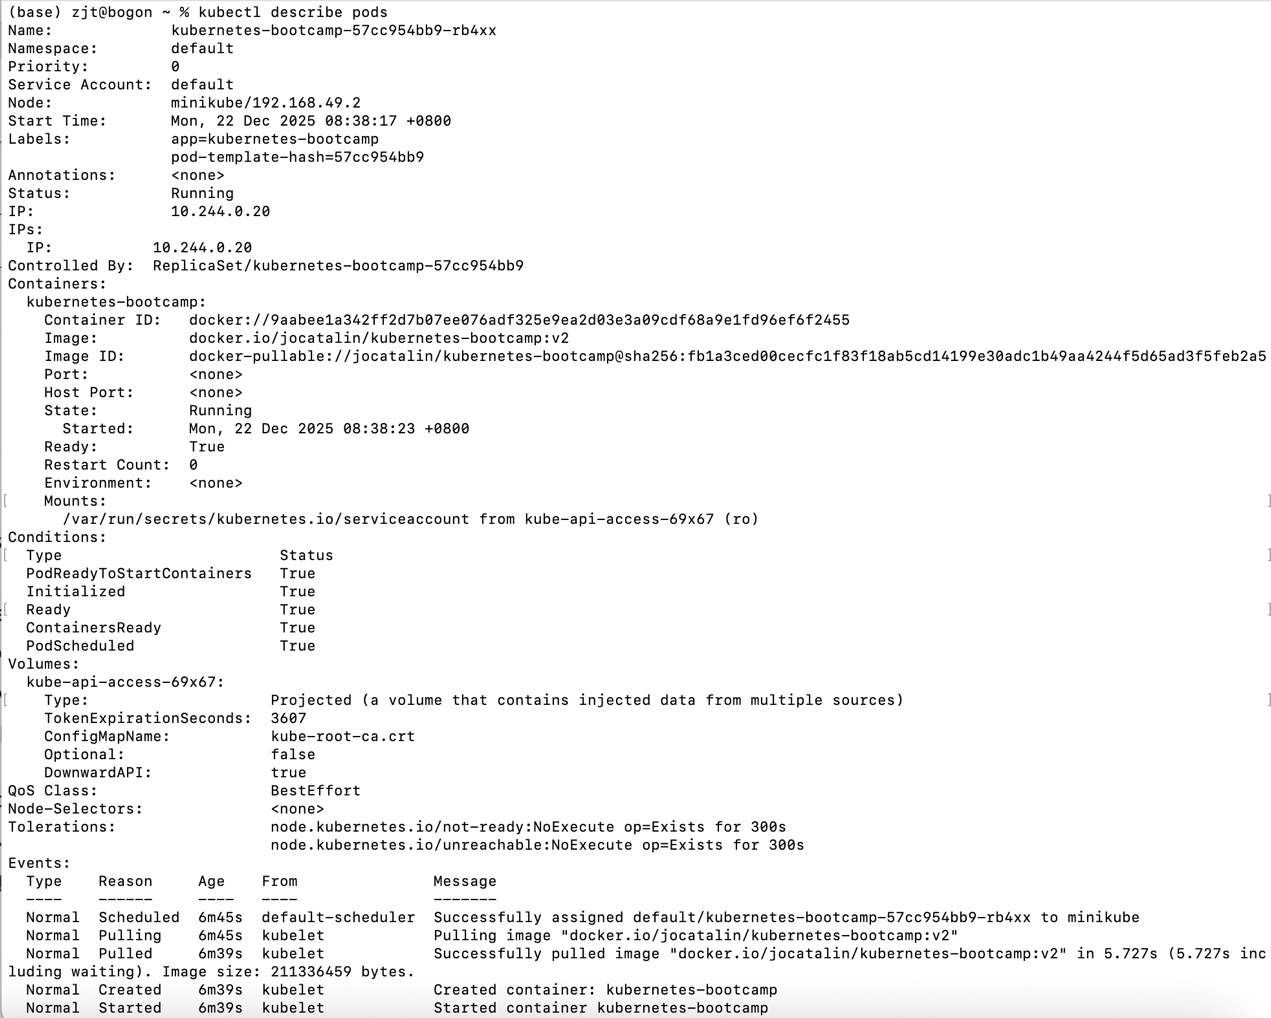 (base) zjt@bogon ~ % kubectl describe pods
Name:             kubernetes-bootcamp-57cc954bb9-rb4xx
Namespace:        default
Priority:         0
Service Account:  default
Node:             minikube/192.168.49.2
Start Time:       Mon, 22 Dec 2025 08:38:17 +0800
Labels:           app=kubernetes-bootcamp
                  pod-template-hash=57cc954bb9
Annotations:      <none>
Status:           Running
IP:               10.244.0.20
IPs:
  IP:           10.244.0.20
Controlled By:  ReplicaSet/kubernetes-bootcamp-57cc954bb9
Containers:
  kubernetes-bootcamp:
    Container ID:   docker://9aabee1a342ff2d7b07ee076adf325e9ea2d03e3a09cdf68a9e1fd96ef6f2455
    Image:          docker.io/jocatalin/kubernetes-bootcamp:v2
    Image ID:       docker-pullable://jocatalin/kubernetes-bootcamp@sha256:fb1a3ced00cecfc1f83f18ab5cd14199e30adc1b49aa4244f5d65ad3f5feb2a5
    Port:           <none>
    Host Port:      <none>
    State:          Running
      Started:      Mon, 22 Dec 2025 08:38:23 +0800
    Ready:          True
    Restart Count:  0
    Environment:    <none>
    Mounts:
      /var/run/secrets/kubernetes.io/serviceaccount from kube-api-access-69x67 (ro)
Conditions:
  Type                        Status
  PodReadyToStartContainers   True
  Initialized                 True
  Ready                       True
  ContainersReady             True
  PodScheduled                True
Volumes:
  kube-api-access-69x67:
    Type:                    Projected (a volume that contains injected data from multiple sources)
    TokenExpirationSeconds:  3607
    ConfigMapName:           kube-root-ca.crt
    Optional:                false
    DownwardAPI:             true
QoS Class:                   BestEffort
Node-Selectors:              <none>
Tolerations:                 node.kubernetes.io/not-ready:NoExecute op=Exists for 300s
                             node.kubernetes.io/unreachable:NoExecute op=Exists for 300s
Events:
  Type    Reason     Age    From               Message
  ----    ------     ----   ----               -------
  Normal  Scheduled  6m45s  default-scheduler  Successfully assigned default/kubernetes-bootcamp-57cc954bb9-rb4xx to minikube
  Normal  Pulling    6m45s  kubelet            Pulling image "docker.io/jocatalin/kubernetes-bootcamp:v2"
  Normal  Pulled     6m39s  kubelet            Successfully pulled image "docker.io/jocatalin/kubernetes-bootcamp:v2" in 5.727s (5.727s inc
luding waiting). Image size: 211336459 bytes.
  Normal  Created    6m39s  kubelet            Created container: kubernetes-bootcamp
  Normal  Started    6m39s  kubelet            Started container kubernetes-bootcamp